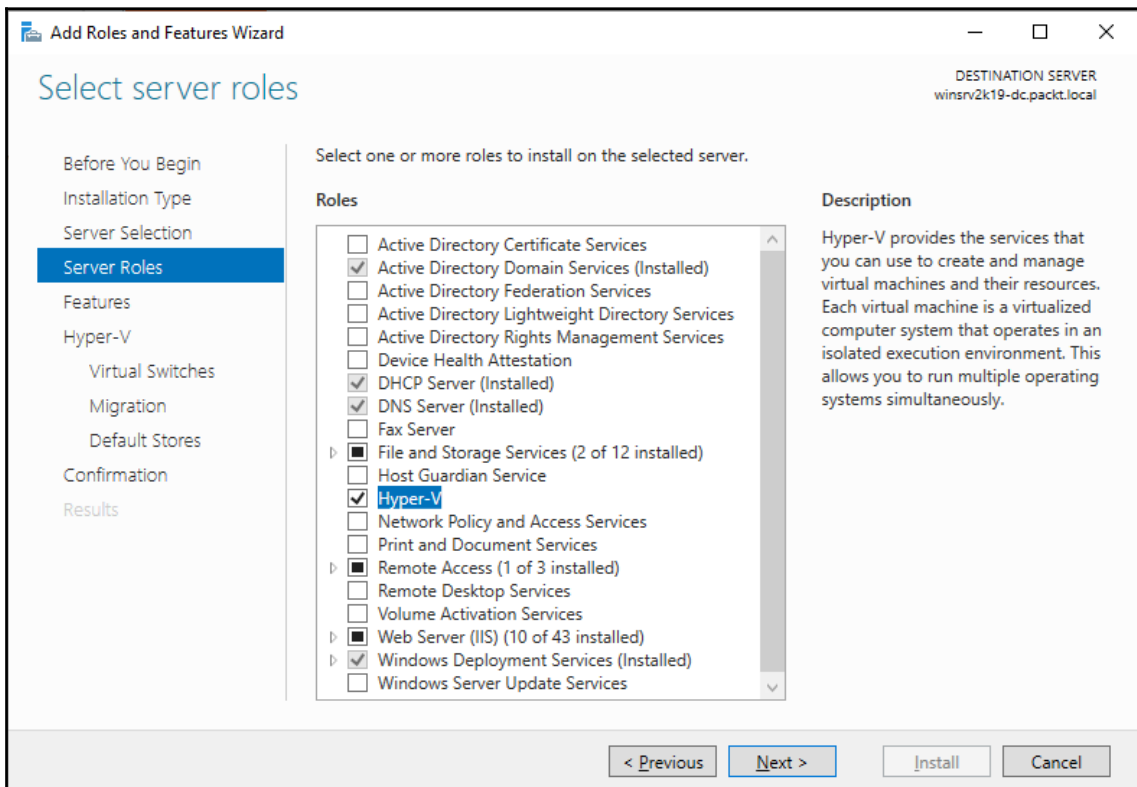 Add Roles and Features Wizard
Select server roles
DESTINATION SERVER
winsrv2k19-dc.packt.local
Before You Begin
Installation Type
Server Selection
Server Roles
Features
Hyper-V
Virtual Switches
Migration
Default Stores
Confirmation
Results
Select one or more roles to install on the selected server.
Roles
Active Directory Certificate Services
Active Directory Domain Services (Installed)
Active Directory Federation Services
Active Directory Lightweight Directory Services
Active Directory Rights Management Services
Device Health Attestation
DHCP Server (Installed)
DNS Server (Installed)
Fax Server
File and Storage Services (2 of 12 installed)
Host Guardian Service
Hyper-V
Network Policy and Access Services
Print and Document Services
Remote Access (1 of 3 installed)
Remote Desktop Services
Volume Activation Services
Web Server (IIS) (10 of 43 installed)
Windows Deployment Services (Installed)
Windows Server Update Services
Description
Hyper-V provides the services that
you can use to create and manage
virtual machines and their resources.
Each virtual machine is a virtualized
computer system that operates in an
isolated execution environment. This
allows you to run multiple operating
systems simultaneously.
< Previous
Next >
Install
Cancel